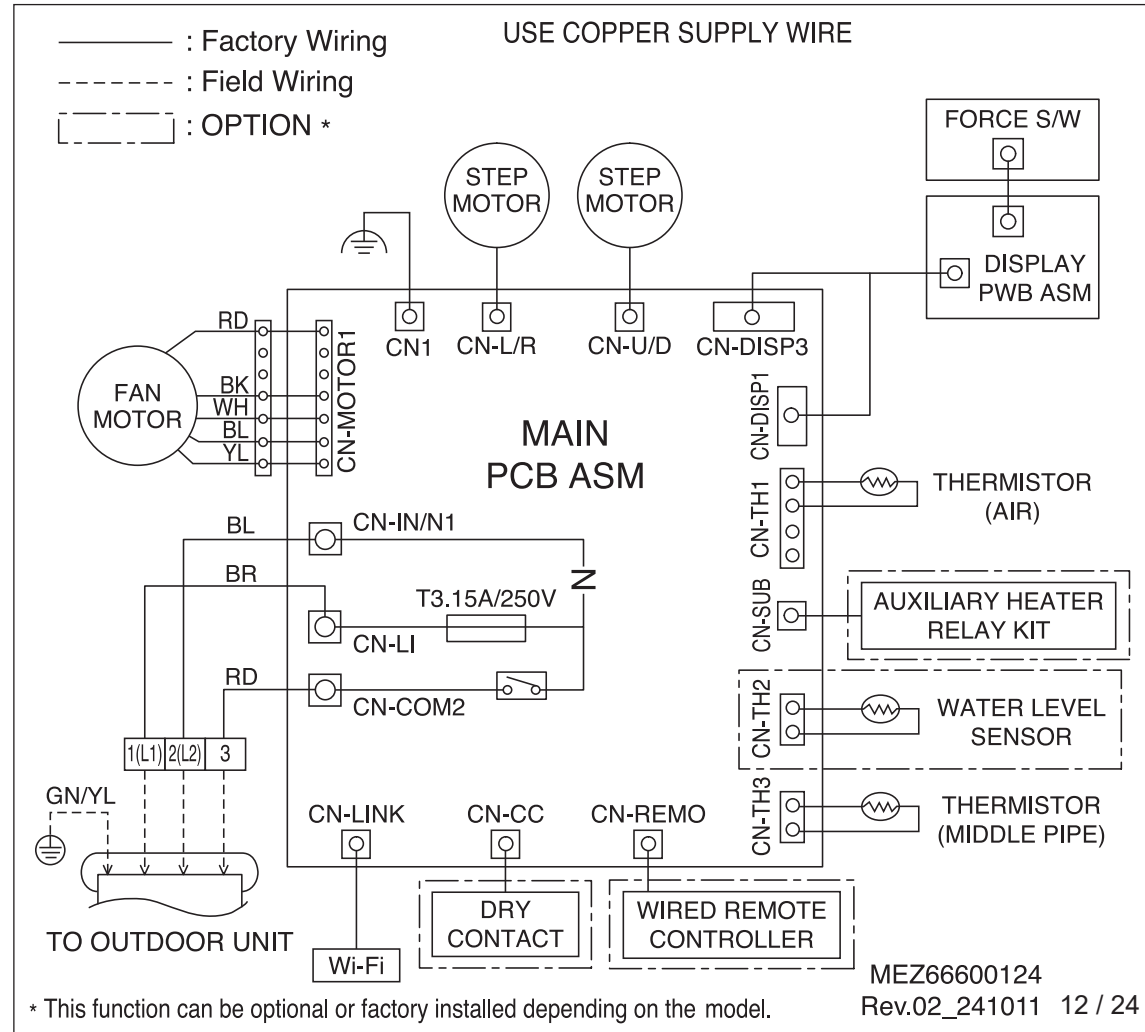 : Factory Wiring
: Field Wiring
: OPTION *
USE COPPER SUPPLY WIRE
FORCE S/W
STEP
MOTOR
STEP
MOTOR
DISPLAY
PWB ASM
CN1
CN-L/R
CN-U/D
CN-DISP3
RD
BK
WH
BL
YL
FAN
MOTOR
CN-MOTOR1
MAIN
PCB ASM
CN-DISP1
CN-TH1
THERMISTOR
(AIR)
BL
CN-IN/N1
BR
T3.15A/250V
N
CN-LI
CN-SUB
AUXILIARY HEATER
RELAY KIT
RD
CN-COM2
CN-TH2
WATER LEVEL
SENSOR
1(L1) 2(L2) 3
GN/YL
CN-TH3
THERMISTOR
(MIDDLE PIPE)
CN-LINK
CN-CC
CN-REMO
TO OUTDOOR UNIT
Wi-Fi
DRY
CONTACT
WIRED REMOTE
CONTROLLER
MEZ66600124
Rev.02_241011 12 / 24
* This function can be optional or factory installed depending on the model.